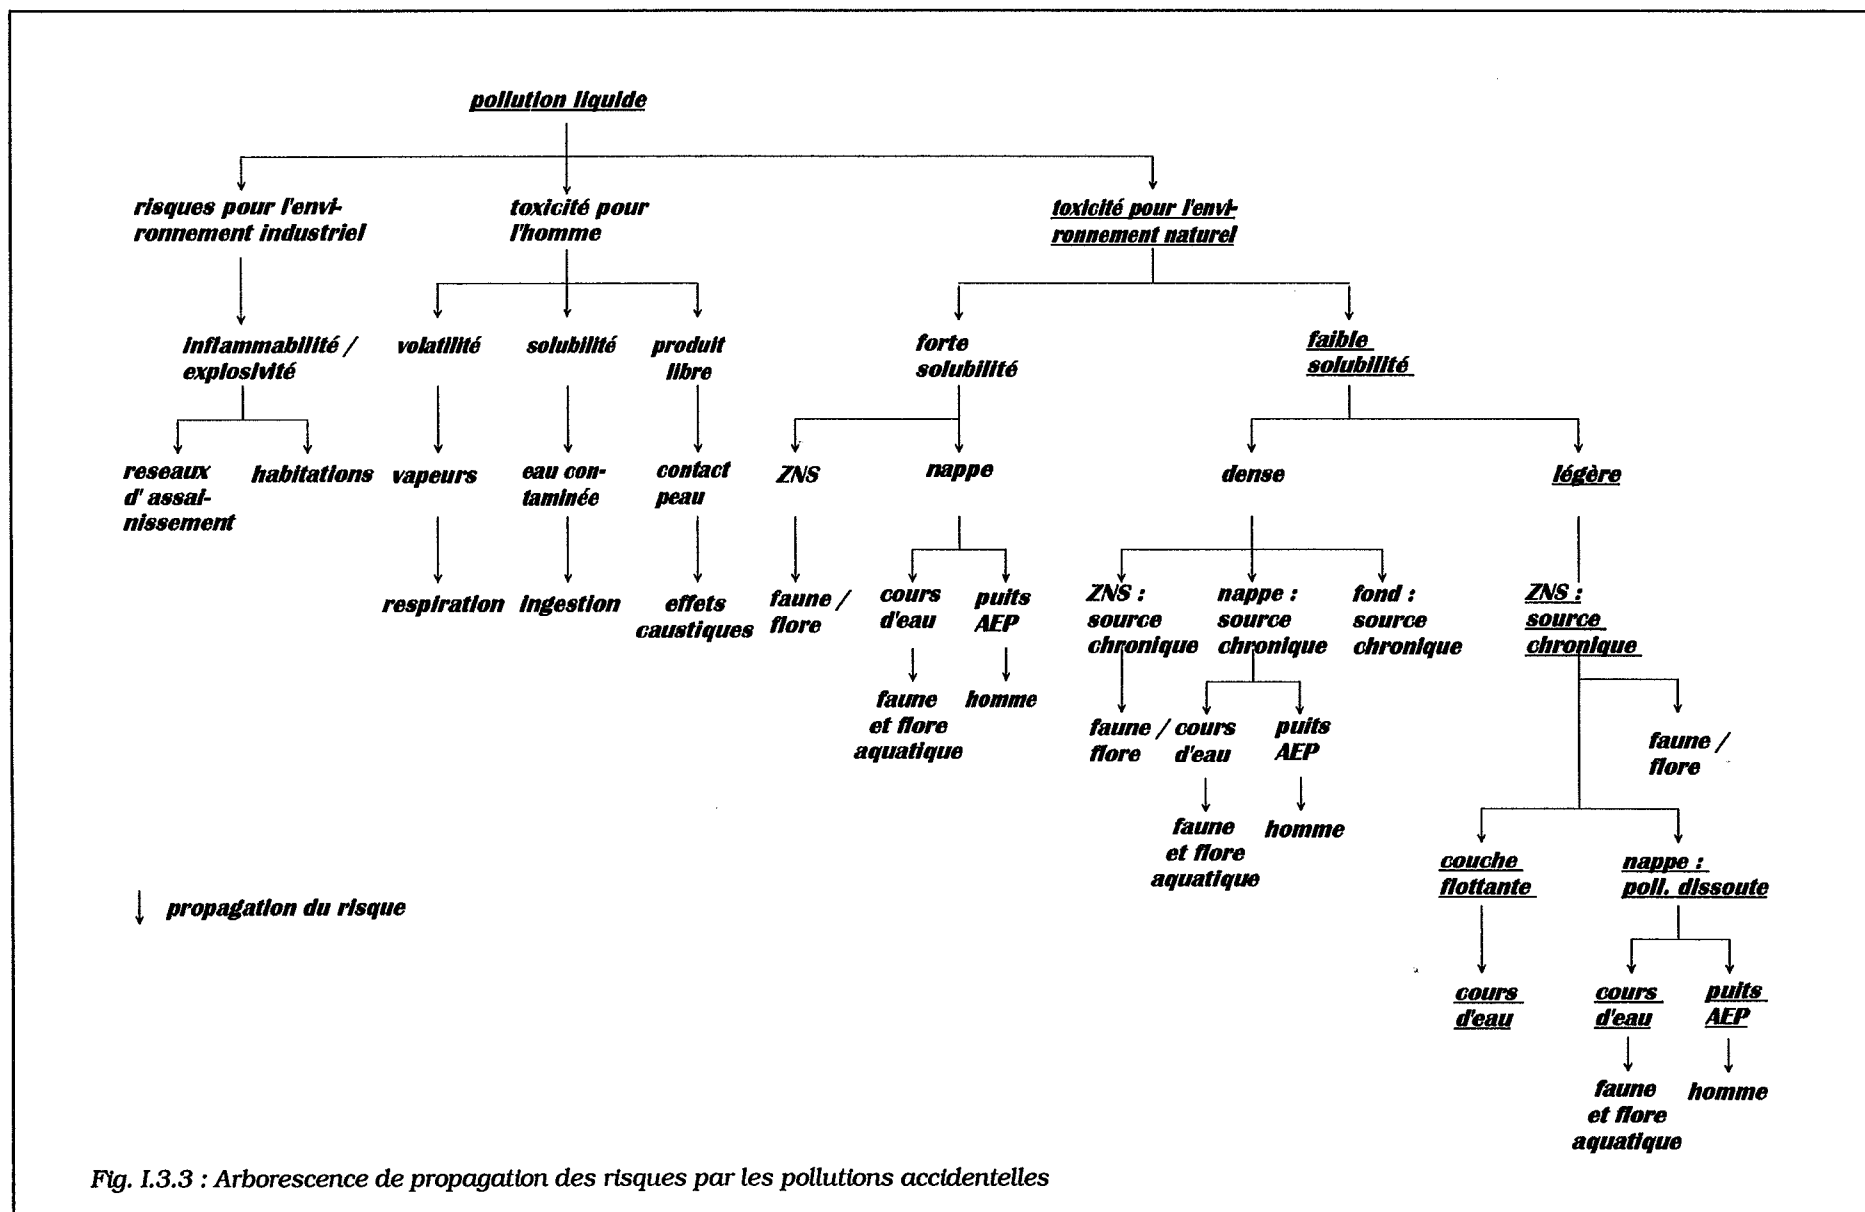 pollution liquide
risques pour l'envi-
ronnement industriel
toxicité pour
l'homme
toxicité pour l'envi-
ronnement naturel
inflammabilité /
explosivité
volatilité
solubilité
produit
libre
forte
solubilité
faible
solubilité
reseaux
d'assai-
nissement
habitations
vapeurs
eau con-
taminée
contact
peau
ZNS
nappe
dense
légère
respiration
ingestion
effets
caustiques
faune /
flore
cours
d'eau
puits
AEP
ZNS :
source
chronique
nappe :
source
chronique
fond :
source
chronique
ZNS :
source
chronique
faune
et flore
aquatique
homme
faune /
flore
cours
d'eau
puits
AEP
faune /
flore
faune
et flore
aquatique
homme
couche
flottante
nappe :
poll. dissoute
propagation du risque
cours
d'eau
cours
d'eau
puits
AEP
faune
et flore
aquatique
homme
Fig. I.3.3 : Arborescence de propagation des risques par les pollutions accidentelles